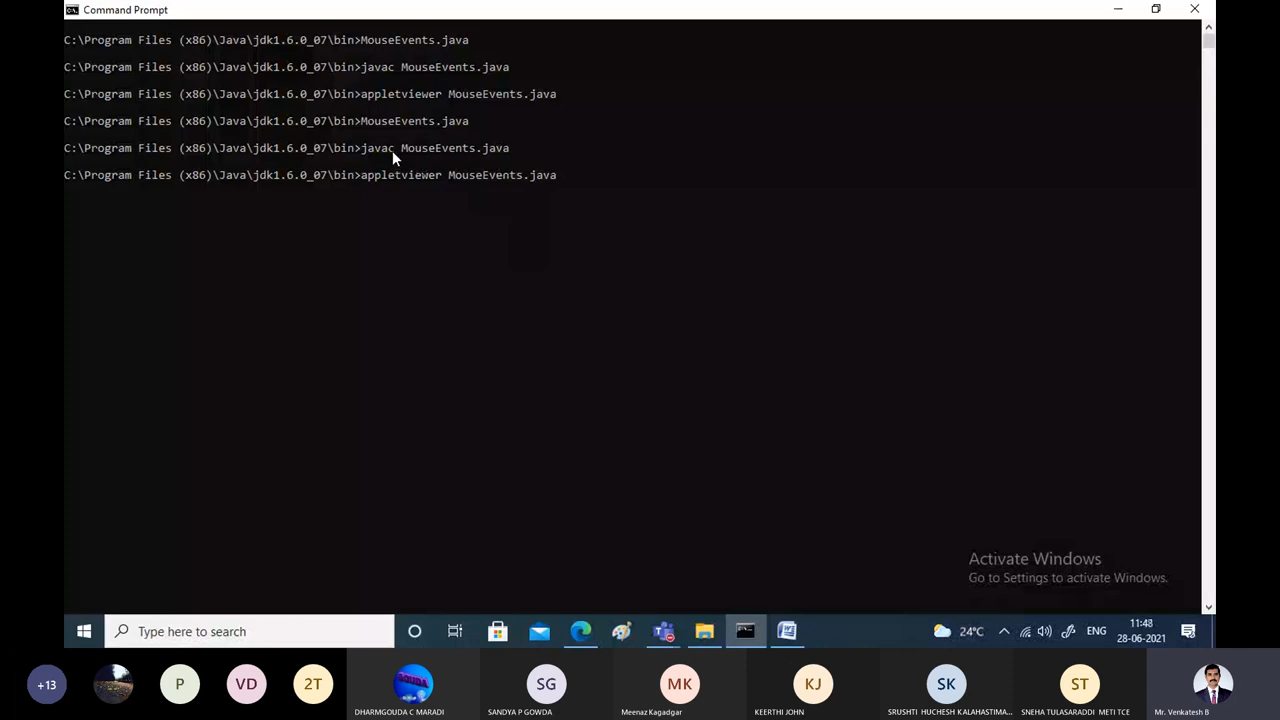 Command Prompt
C:\Program Files (x86)\Java\jdk1.6.0_07\bin>MouseEvents.java
C:\Program Files (x86)\Java\jdk1.6.0_07\bin>javac MouseEvents.java
C:\Program Files (x86)\Java\jdk1.6.0_07\bin>appletviewer MouseEvents.java
C:\Program Files (x86)\Java\jdk1.6.0_07\bin>MouseEvents.java
C:\Program Files (x86)\Java\jdk1.6.0_07\bin>javac MouseEvents.java
C:\Program Files (x86)\Java\jdk1.6.0_07\bin>appletviewer MouseEvents.java
Activate Windows
Go to Settings to activate Windows.
Type here to search
24°C
ENG
11:48
28-06-2021
+13
P
VD
2T
GOUDA
SG
MK
KJ
SK
ST
DHARMGOUDA C MARADI
SANDYA P GOWDA
Meenaz Kagadgar
KEERTHI JOHN
SRUSHTI HUCHESH KALAHASTIMA...
SNEHA TULASARADDI METI TCE
Mr. Venkatesh B